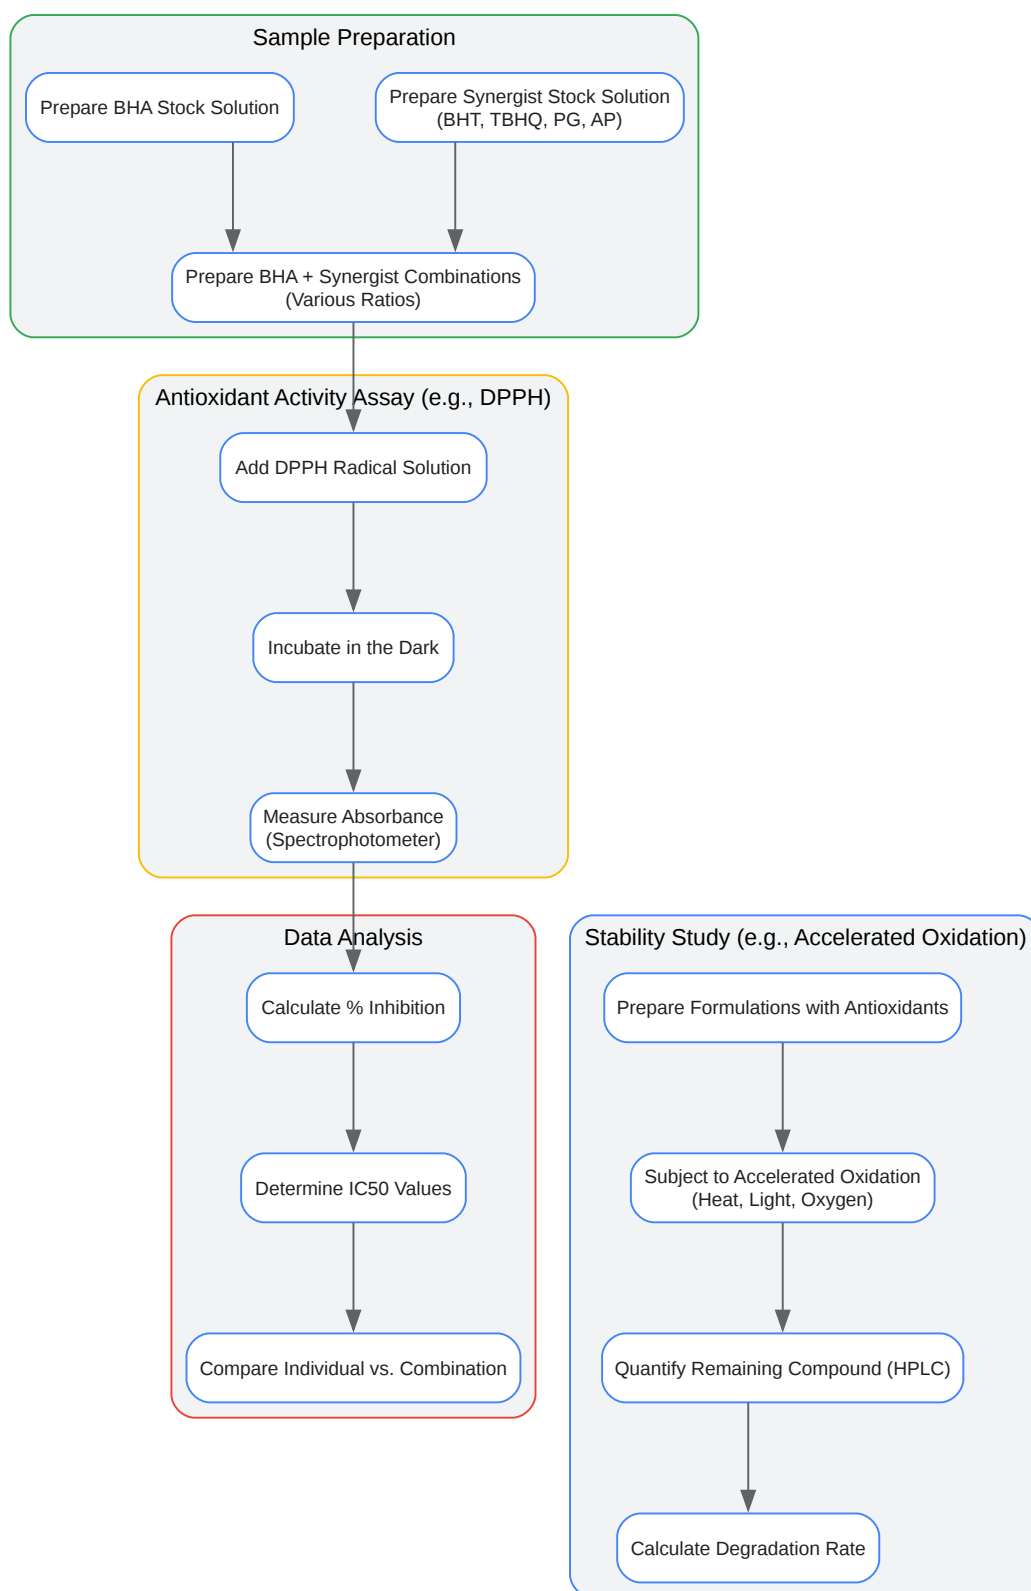 Sample Preparation
Prepare BHA Stock Solution
Prepare Synergist Stock Solution
(BHT, TBHQ, PG, AP)
Prepare BHA + Synergist Combinations
(Various Ratios)
Antioxidant Activity Assay (e.g., DPPH)
Add DPPH Radical Solution
Incubate in the Dark
Measure Absorbance
(Spectrophotometer)
Data Analysis
Calculate % Inhibition
Determine IC50 Values
Compare Individual vs. Combination
Stability Study (e.g., Accelerated Oxidation)
Prepare Formulations with Antioxidants
Subject to Accelerated Oxidation
(Heat, Light, Oxygen)
Quantify Remaining Compound (HPLC)
Calculate Degradation Rate